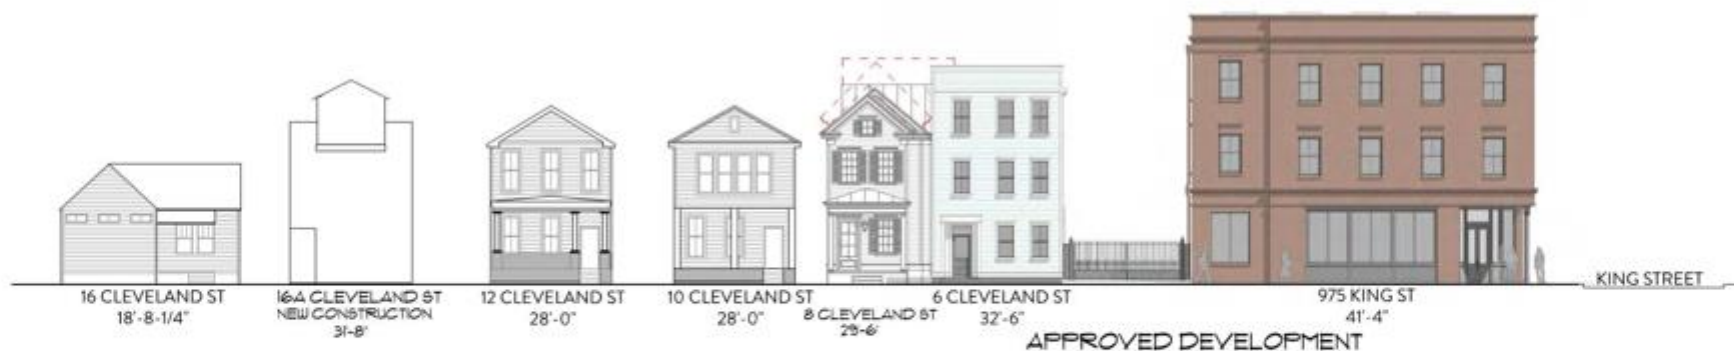 16 CLEVELAND ST
18'-8-1/4"
16A CLEVELAND ST
NEW CONSTRUCTION
31'-8'
12 CLEVELAND ST
28'-0"
10 CLEVELAND ST
28'-0"
8 CLEVELAND ST
29'-6'
6 CLEVELAND ST
32'-6"
975 KING ST
41'-4"
APPROVED DEVELOPMENT
KING STREET